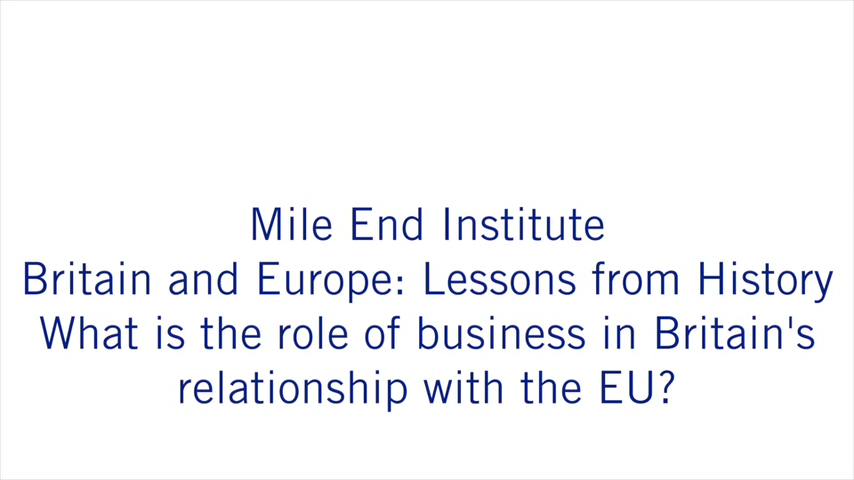 Mile End Institute
Britain and Europe: Lessons from History
What is the role of business in Britain's
relationship with the EU?